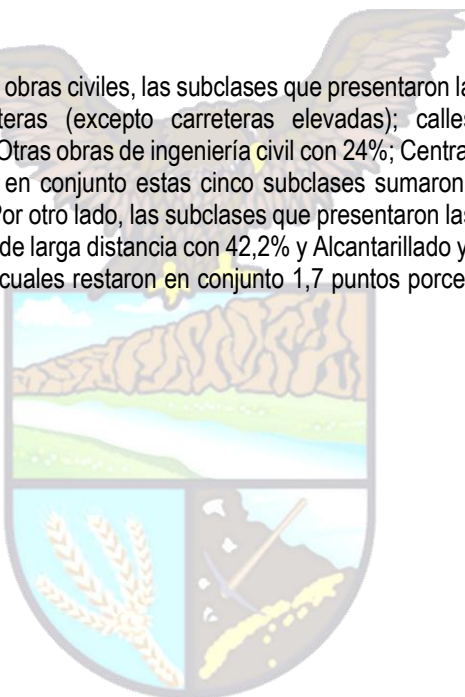 obras civiles, las subclases que presentaron la
teras (excepto carreteras elevadas); calles
Otras obras de ingeniería civil con 24%; Centra
en conjunto estas cinco subclases sumaron
Por otro lado, las subclases que presentaron las
de larga distancia con 42,2% y Alcantarillado y
cuales restaron en conjunto 1,7 puntos porce